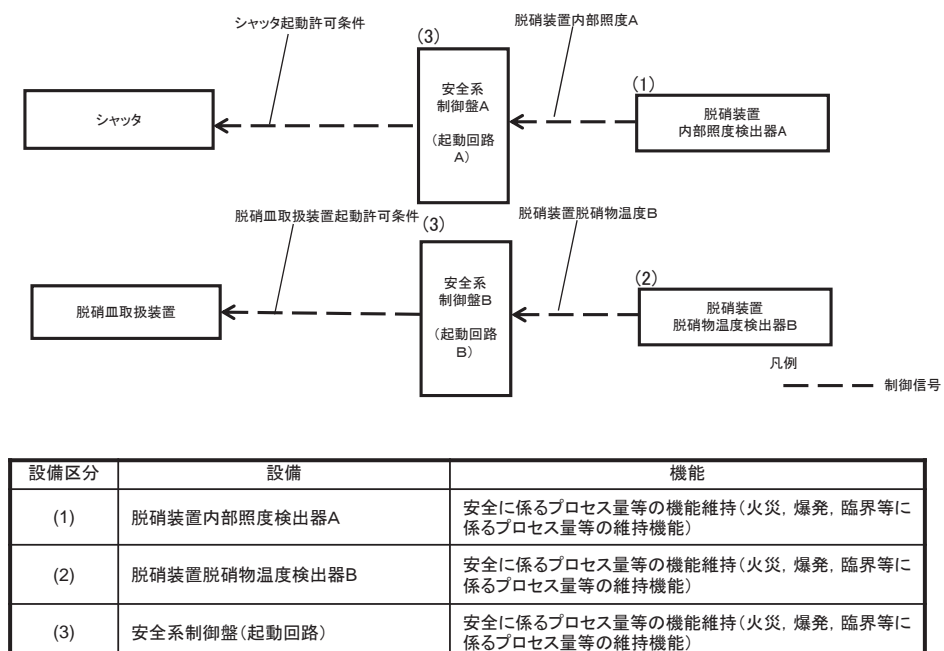 シャッタ起動許可条件
(3)
脱硝装置内部照度A
シャッタ
安全系
制御盤A
(起動回路
A)
(1)
脱硝装置
内部照度検出器A
脱硝皿取扱装置起動許可条件
(3)
脱硝装置脱硝物温度B
脱硝皿取扱装置
安全系
制御盤B
(起動回路
B)
(2)
脱硝装置
脱硝物温度検出器B
凡例
制御信号
設備区分 設備 機能
(1) 脱硝装置内部照度検出器A 安全に係るプロセス量等の機能維持(火災, 爆発, 臨界等に
係るプロセス量等の維持機能)
(2) 脱硝装置脱硝物温度検出器B 安全に係るプロセス量等の機能維持(火災, 爆発, 臨界等に
係るプロセス量等の維持機能)
(3) 安全系制御盤(起動回路) 安全に係るプロセス量等の機能維持(火災, 爆発, 臨界等に
係るプロセス量等の維持機能)